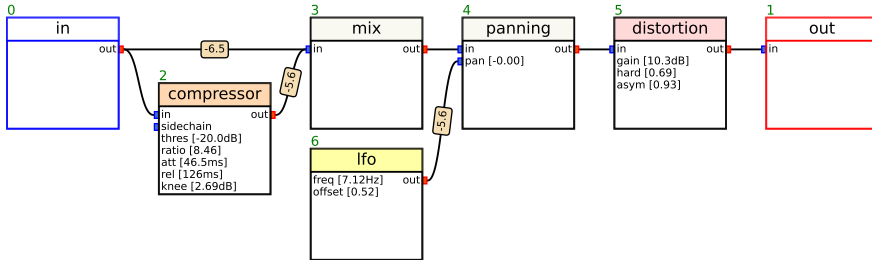 0
in
out
-6.5
2
compressor
in
out
sidechain
thres [-20.0dB]
ratio [8.46]
att [46.5ms]
rel [126ms]
knee [2.69dB]
-5.6
3
mix
in
6
lfo
freq [7.12Hz]
out
offset [0.52]
-5.6
4
panning
in
pan [-0.00]
5
distortion
in
out
gain [10.3dB]
hard [0.69]
asym [0.93]
1
out
in